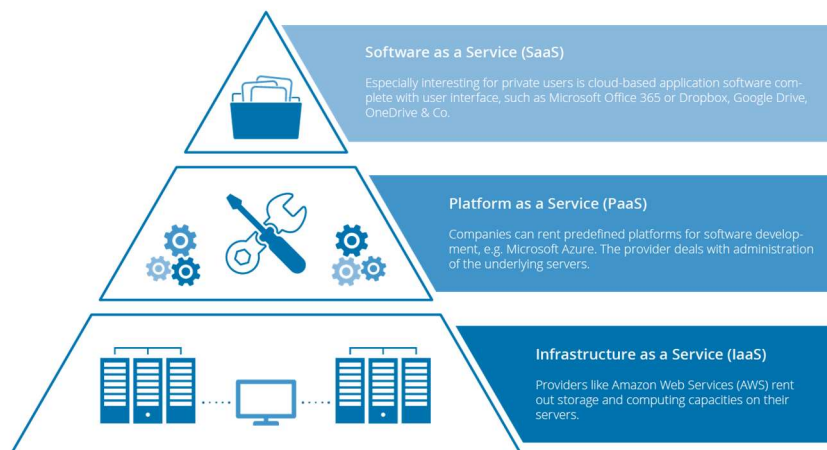 Software as a Service (SaaS)
Especially interesting for private users is cloud-based application software com-
plete with user interface, such as Microsoft Office 365 or Dropbox, Google Drive,
OneDrive & Co.
Platform as a Service (PaaS)
Companies can rent predefined platforms for software develop-
ment, e.g. Microsoft Azure. The provider deals with administration
of the underlying servers.
Infrastructure as a Service (IaaS)
Providers like Amazon Web Services (AWS) rent
out storage and computing capacities on their
servers.